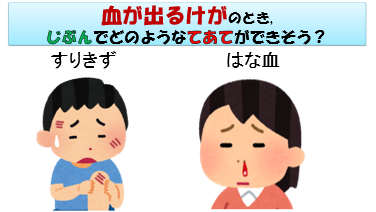 血が出るけがのとき,
じぶんでどのようなてあてができそう?
すりきず
はな血